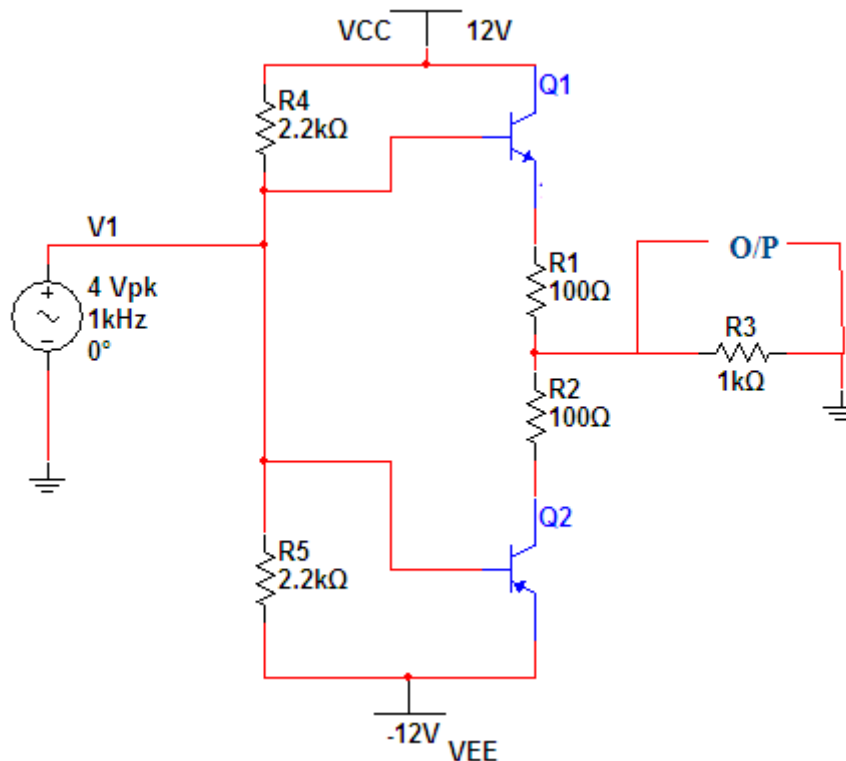 VCC 12V
R4
2.2kΩ
Q1
V1
4 Vpk
1kHz
0°
R1
100Ω
O/P
R3
1kΩ
R2
100Ω
Q2
R5
2.2kΩ
-12V VEE